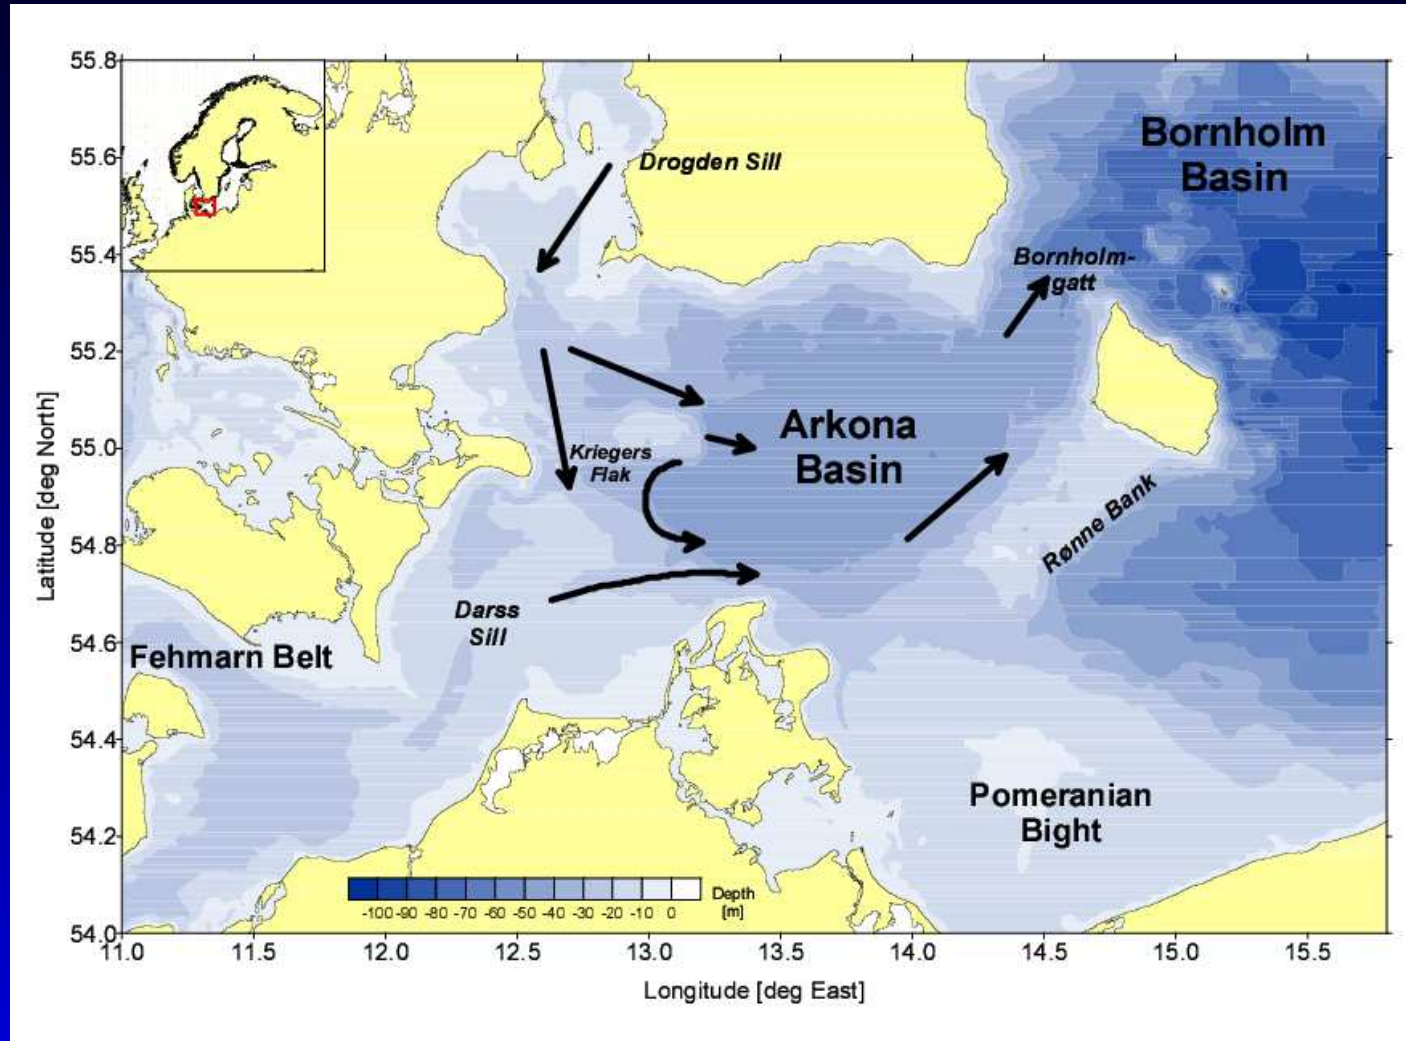 55.8
55.6
55.4
55.2
55.0
54.8
54.6
54.4
54.2
54.0
Latitude [deg North]
Drogden Sill
Bornholm
Basin
Bornholm-
gatt
Arkona
Basin
Kriegers
Flak
Rønne Bank
Darss
Sill
Fehmarn Belt
Pomeranian
Bight
Depth
[m]
-100 -90 -80 -70 -60 -50 -40 -30 -20 -10 0
11.0 11.5 12.0 12.5 13.0 13.5 14.0 14.5 15.0 15.5
Longitude [deg East]